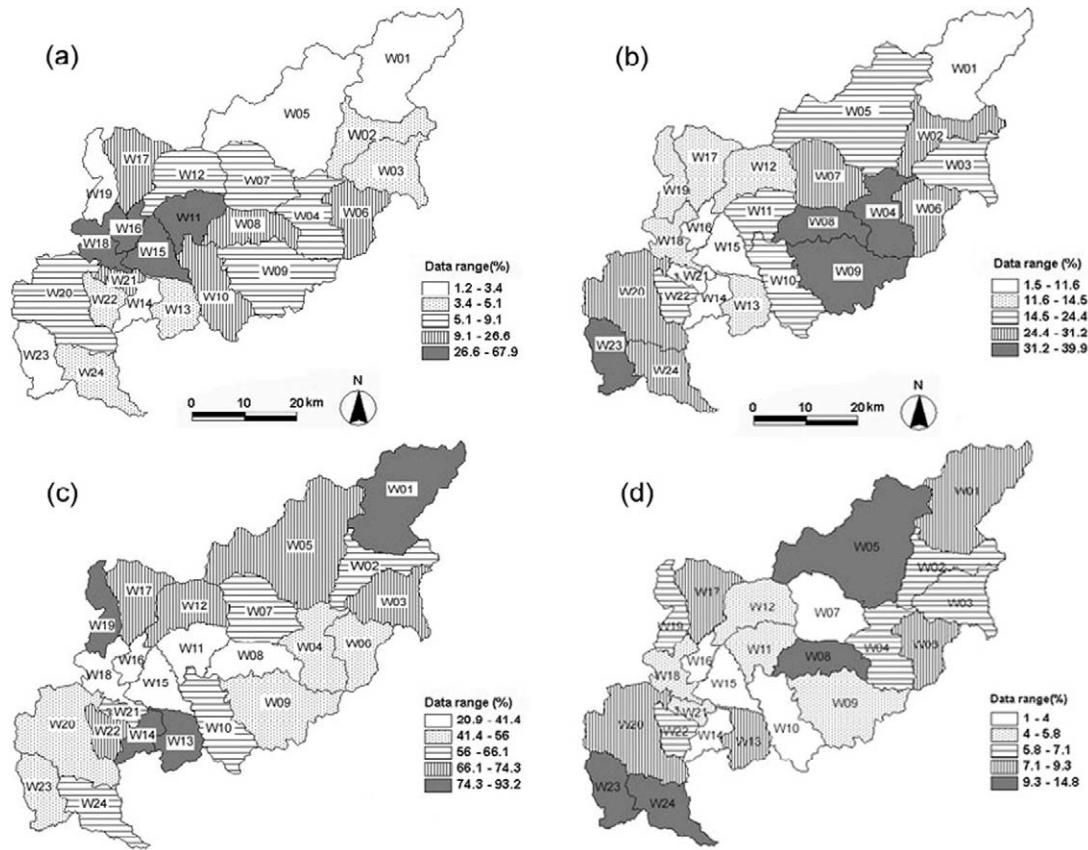 (a)
W01
W05
W02
W03
W17
W12
W07
W19
W04
W06
W11
W08
W16
W18
W15
W09
W21
W10
W20
W22
W14
W13
W23
W24
Data range(%)
1.2 - 3.4
3.4 - 5.1
5.1 - 9.1
9.1 - 26.6
26.6 - 67.9
N
0 10 20 km
(b)
W01
W05
W02
W03
W17
W12
W07
W19
W04
W06
W11
W08
W16
W18
W15
W09
W21
W10
W20
W22
W14
W13
W23
W24
Data range(%)
1.5 - 11.6
11.6 - 14.5
14.5 - 24.4
24.4 - 31.2
31.2 - 39.9
N
0 10 20 km
(c)
W01
W05
W02
W03
W17
W12
W07
W19
W04
W06
W11
W08
W16
W18
W15
W09
W21
W10
W20
W22
W14
W13
W23
W24
Data range(%)
20.9 - 41.4
41.4 - 56
56 - 66.1
66.1 - 74.3
74.3 - 93.2
(d)
W01
W05
W02
W03
W17
W12
W07
W19
W04
W06
W11
W08
W16
W18
W15
W09
W21
W10
W20
W22
W14
W13
W23
W24
Data range(%)
1 - 4
4 - 5.8
5.8 - 7.1
7.1 - 9.3
9.3 - 14.8